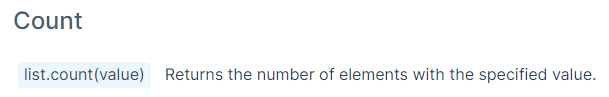 Count
list.count(value) Returns the number of elements with the specified value.